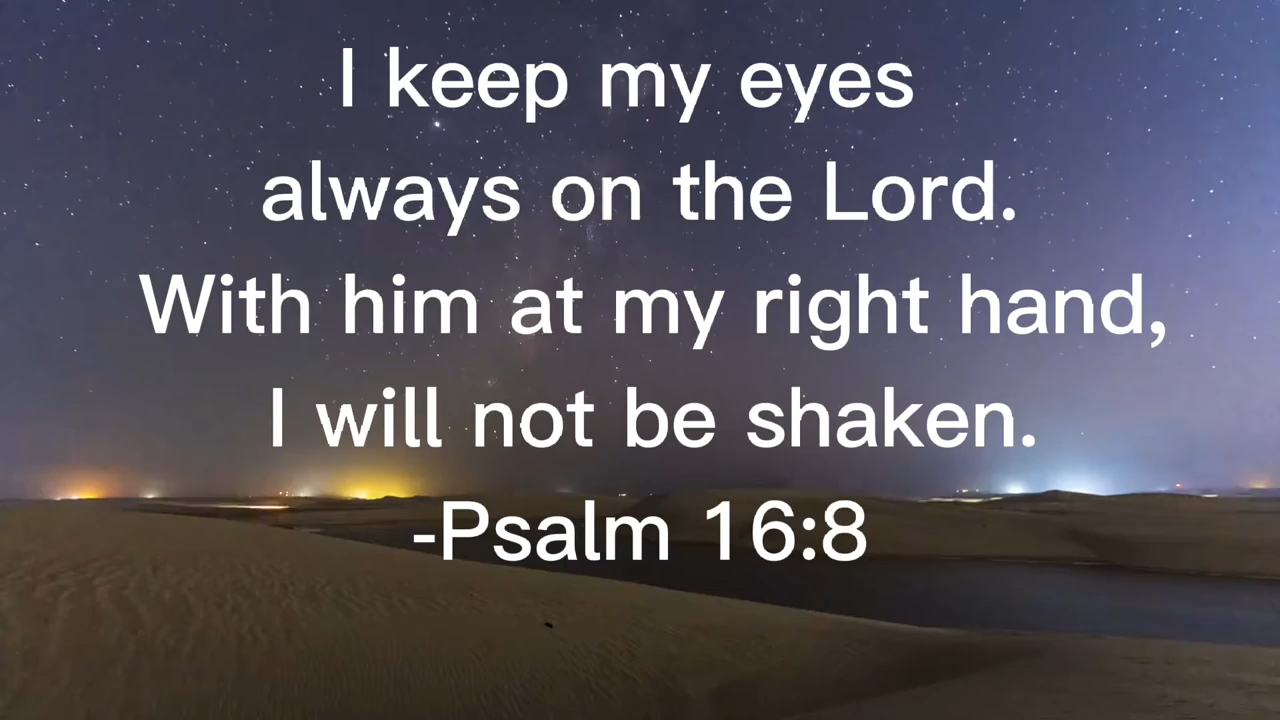 I keep my eyes
always on the Lord.
With him at my right hand,
I will not be shaken.
-Psalm 16:8